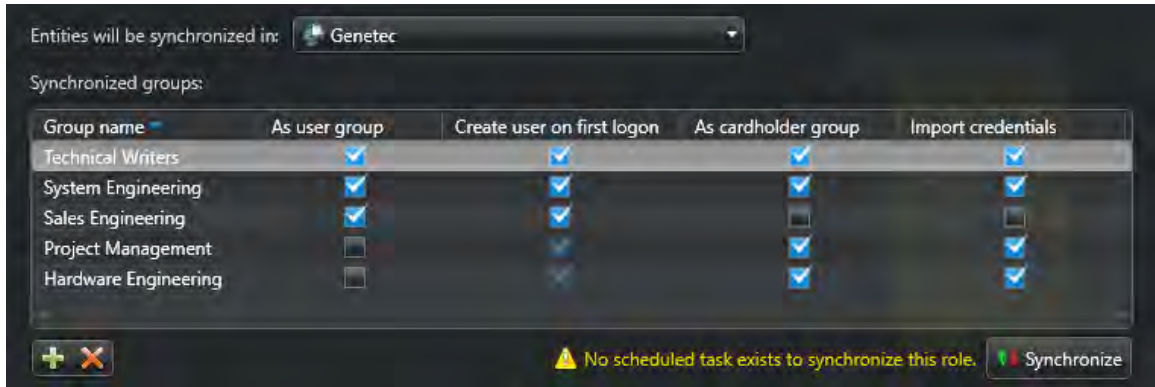 Entities will be synchronized in: Genetec
Synchronized groups:
Group name As user group Create user on first logon As cardholder group Import credentials
Technical Writers
System Engineering
Sales Engineering
Project Management
Hardware Engineering
No scheduled task exists to synchronize this role. Synchronize